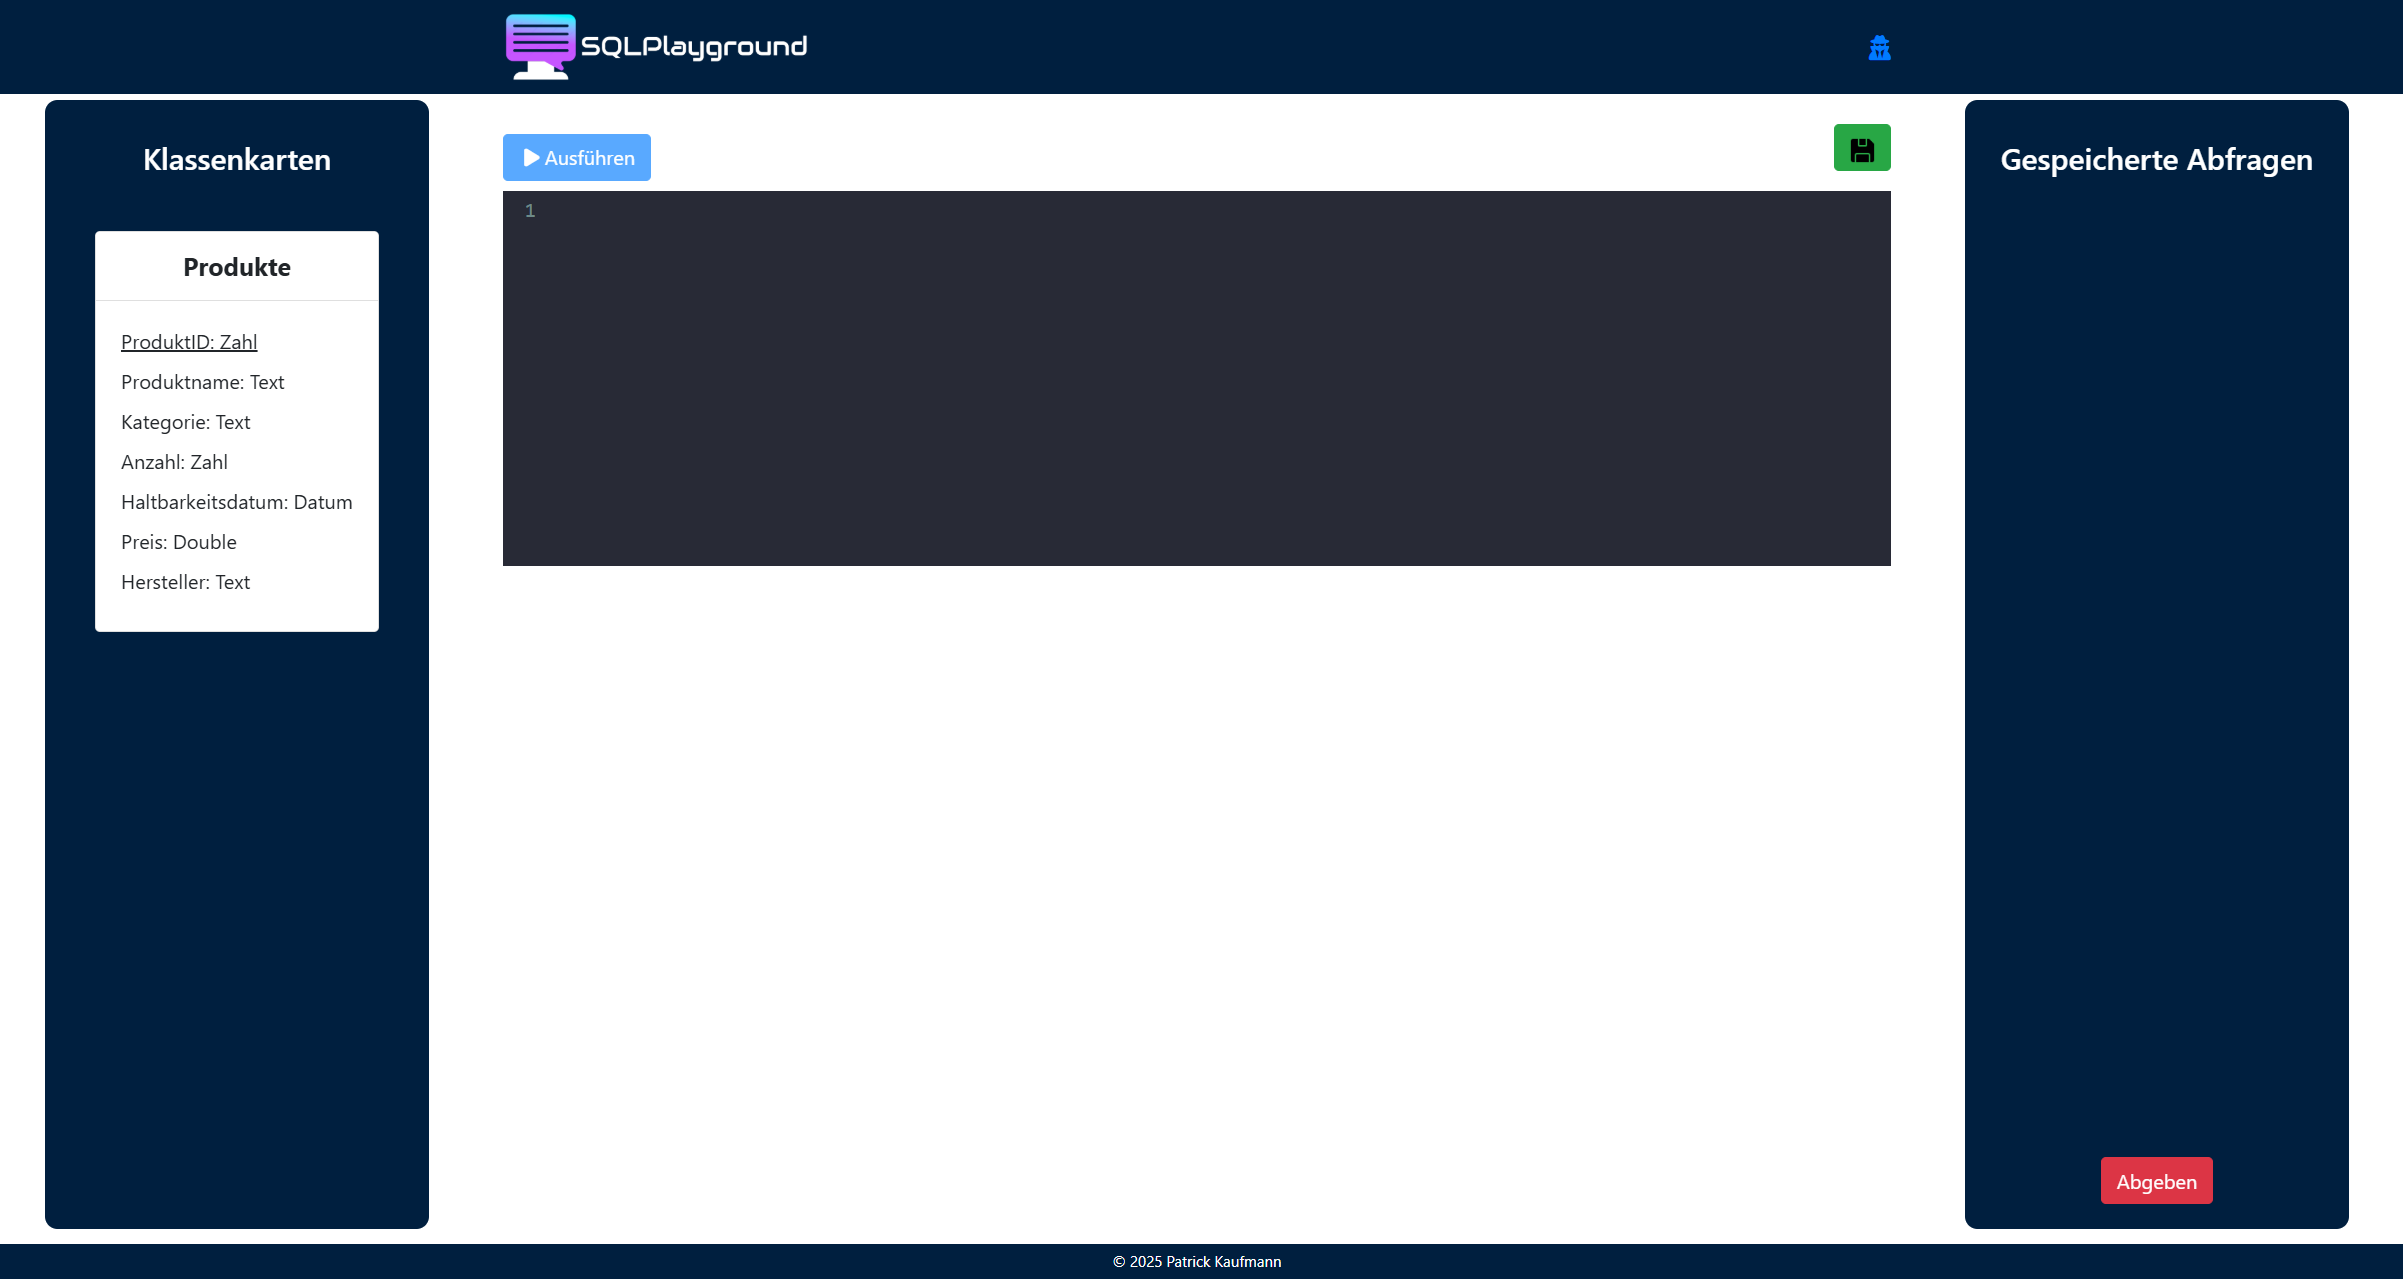 SQLPlayground
Klassenkarten
Produkte
ProduktID: Zahl
Produktname: Text
Kategorie: Text
Anzahl: Zahl
Haltbarkeitsdatum: Datum
Preis: Double
Hersteller: Text
Ausführen
1
Gespeicherte Abfragen
Abgeben
© 2025 Patrick Kaufmann